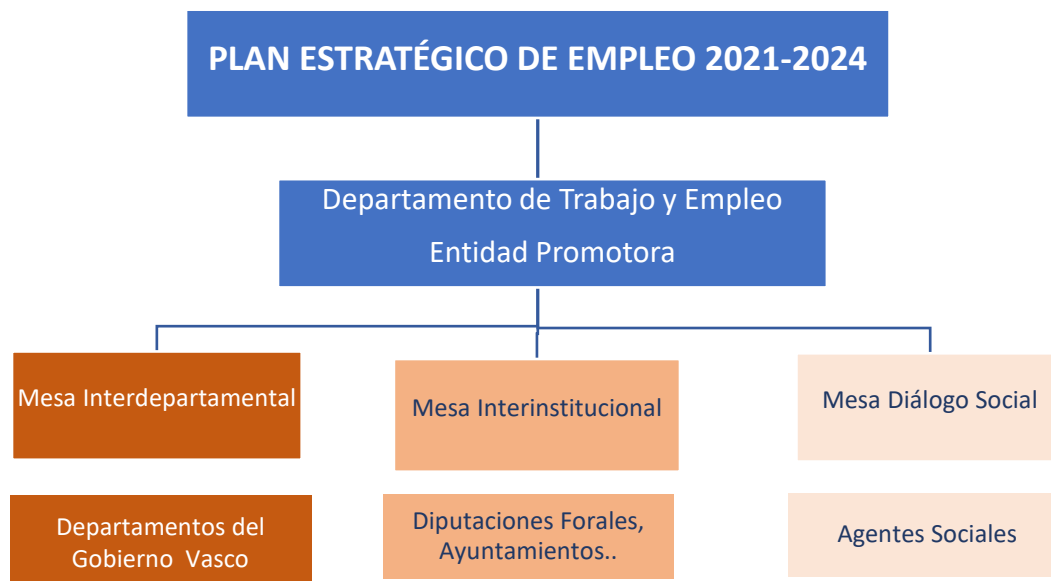 PLAN ESTRATÉGICO DE EMPLEO 2021-2024
Departamento de Trabajo y Empleo
Entidad Promotora
Mesa Interdepartamental
Mesa Interinstitucional
Mesa Diálogo Social
Departamentos del
Gobierno Vasco
Diputaciones Forales,
Ayuntamientos..
Agentes Sociales